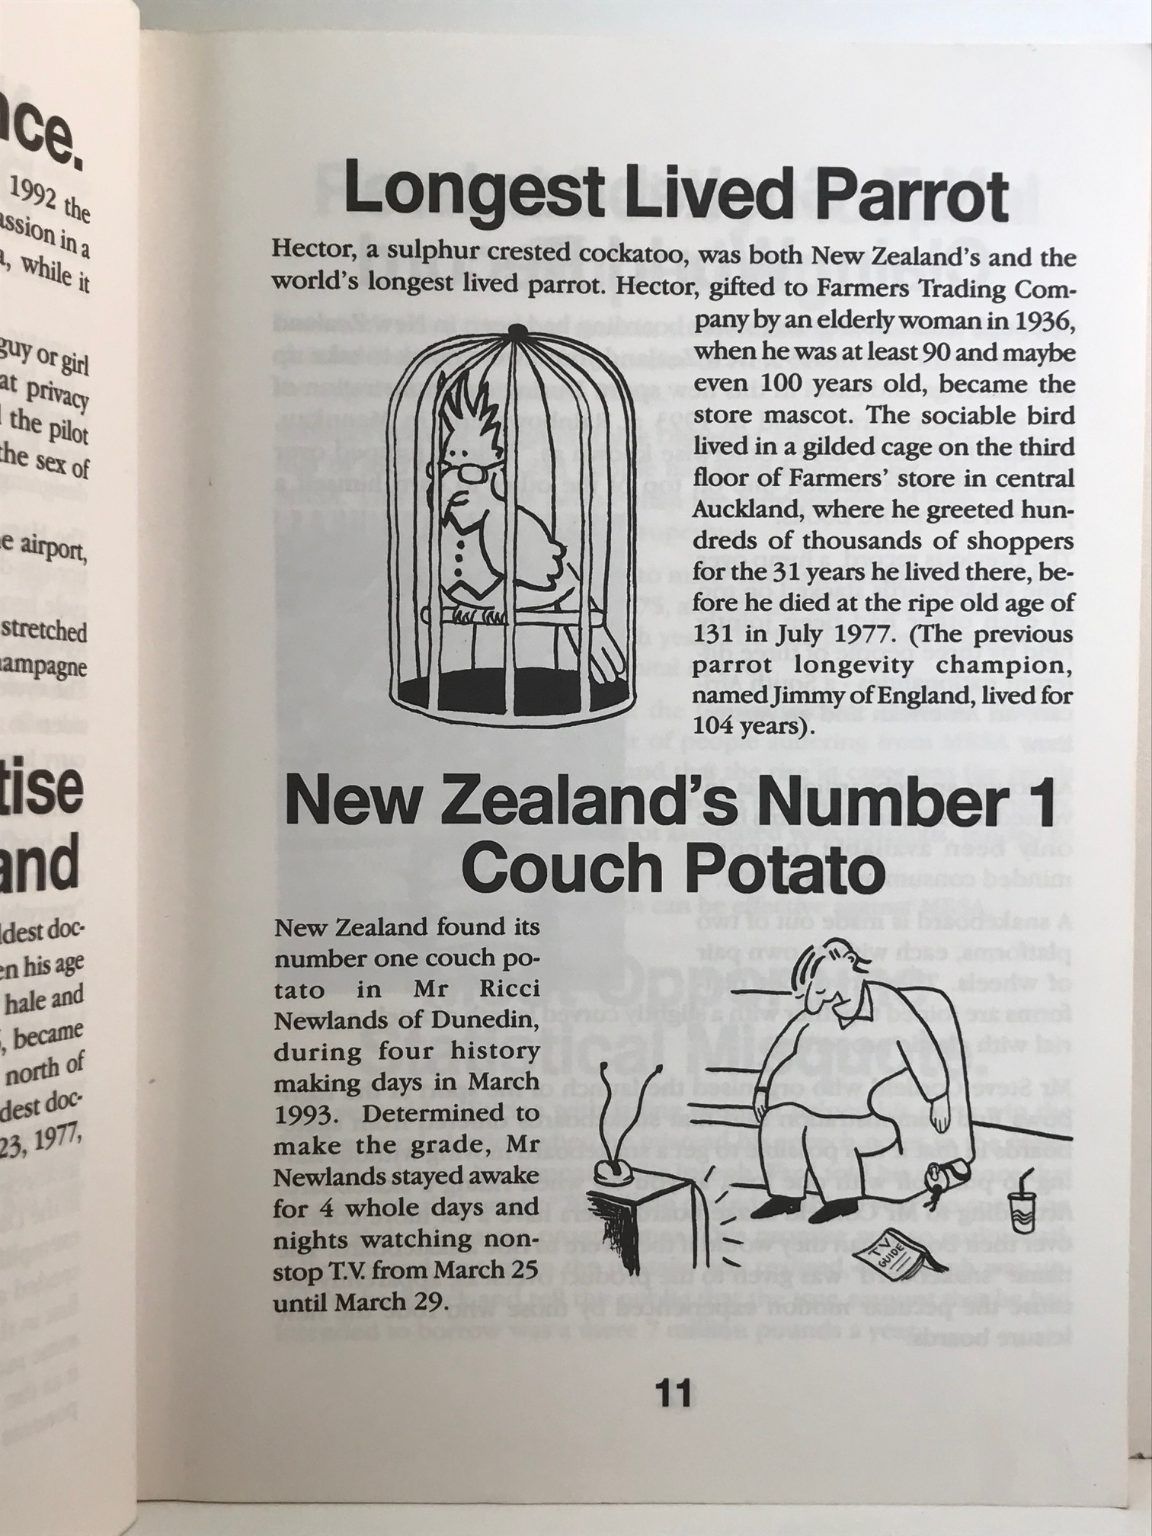 ce.
1992 the
ssion in a
, while it
guy or girl
at privacy
the pilot
the sex of
e airport,
stretched
ampagne
tise
and
ldest doc-
en his age
hale and
, became
north of
dest doc-
23, 1977,
Longest Lived Parrot
Hector, a sulphur crested cockatoo, was both New Zealand's and the
world's longest lived parrot. Hector, gifted to Farmers Trading Com-
pany by an elderly woman in 1936,
when he was at least 90 and maybe
even 100 years old, became the
store mascot. The sociable bird
lived in a gilded cage on the third
floor of Farmers' store in central
Auckland, where he greeted hun-
dreds of thousands of shoppers
for the 31 years he lived there, be-
fore he died at the ripe old age of
131 in July 1977. (The previous
parrot longevity champion,
named Jimmy of England, lived for
104 years).
New Zealand's Number 1
Couch Potato
New Zealand found its
number one couch po-
tato in Mr Ricci
Newlands of Dunedin,
during four history
making days in March
1993. Determined to
make the grade, Mr
Newlands stayed awake
for 4 whole days and
nights watching non-
stop T.V. from March 25
until March 29.
TV
GUIDE
11